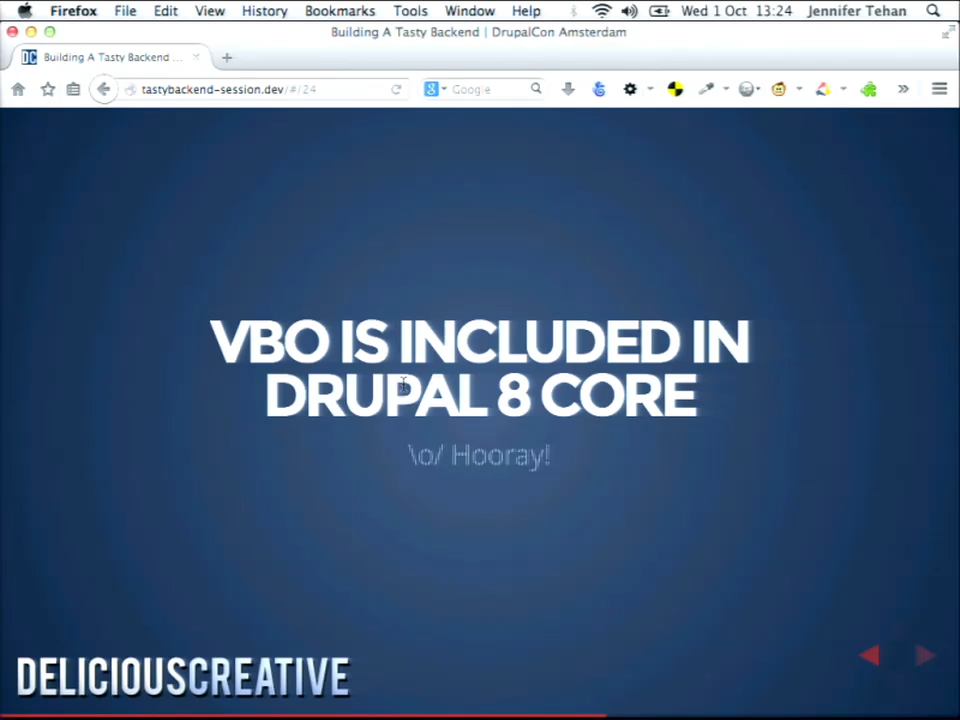 Firefox File Edit View History Bookmarks Tools Window Help Wed 1 Oct 13:24 Jennifer Tehan
Building A Tasty Backend | DrupalCon Amsterdam
DC Building A Tasty Backend ...
tastybackend-session.dev/#/24 Google
VBO IS INCLUDED IN
DRUPAL 8 CORE
\o/ Hooray!
DELICIOUSCREATIVE